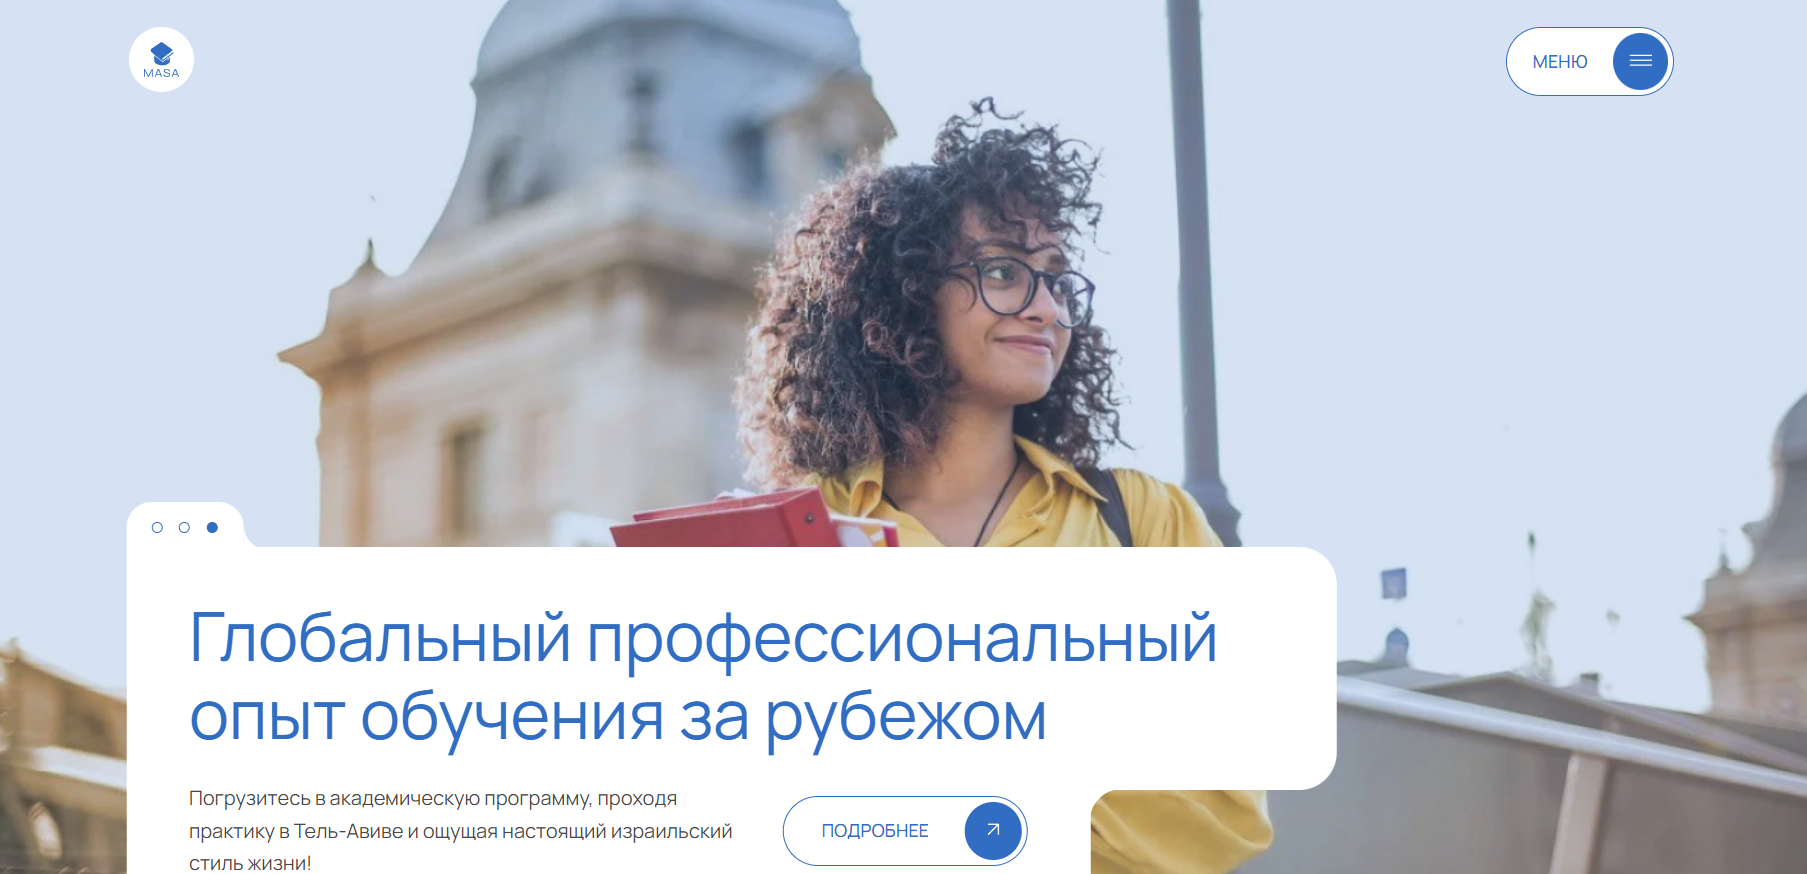 MASA
МЕНЮ
Глобальный профессиональный
опыт обучения за рубежом
Погрузитесь в академическую программу, проходя
практику в Тель-Авиве и ощущая настоящий израильский
стиль жизни!
ПОДРОБНЕЕ